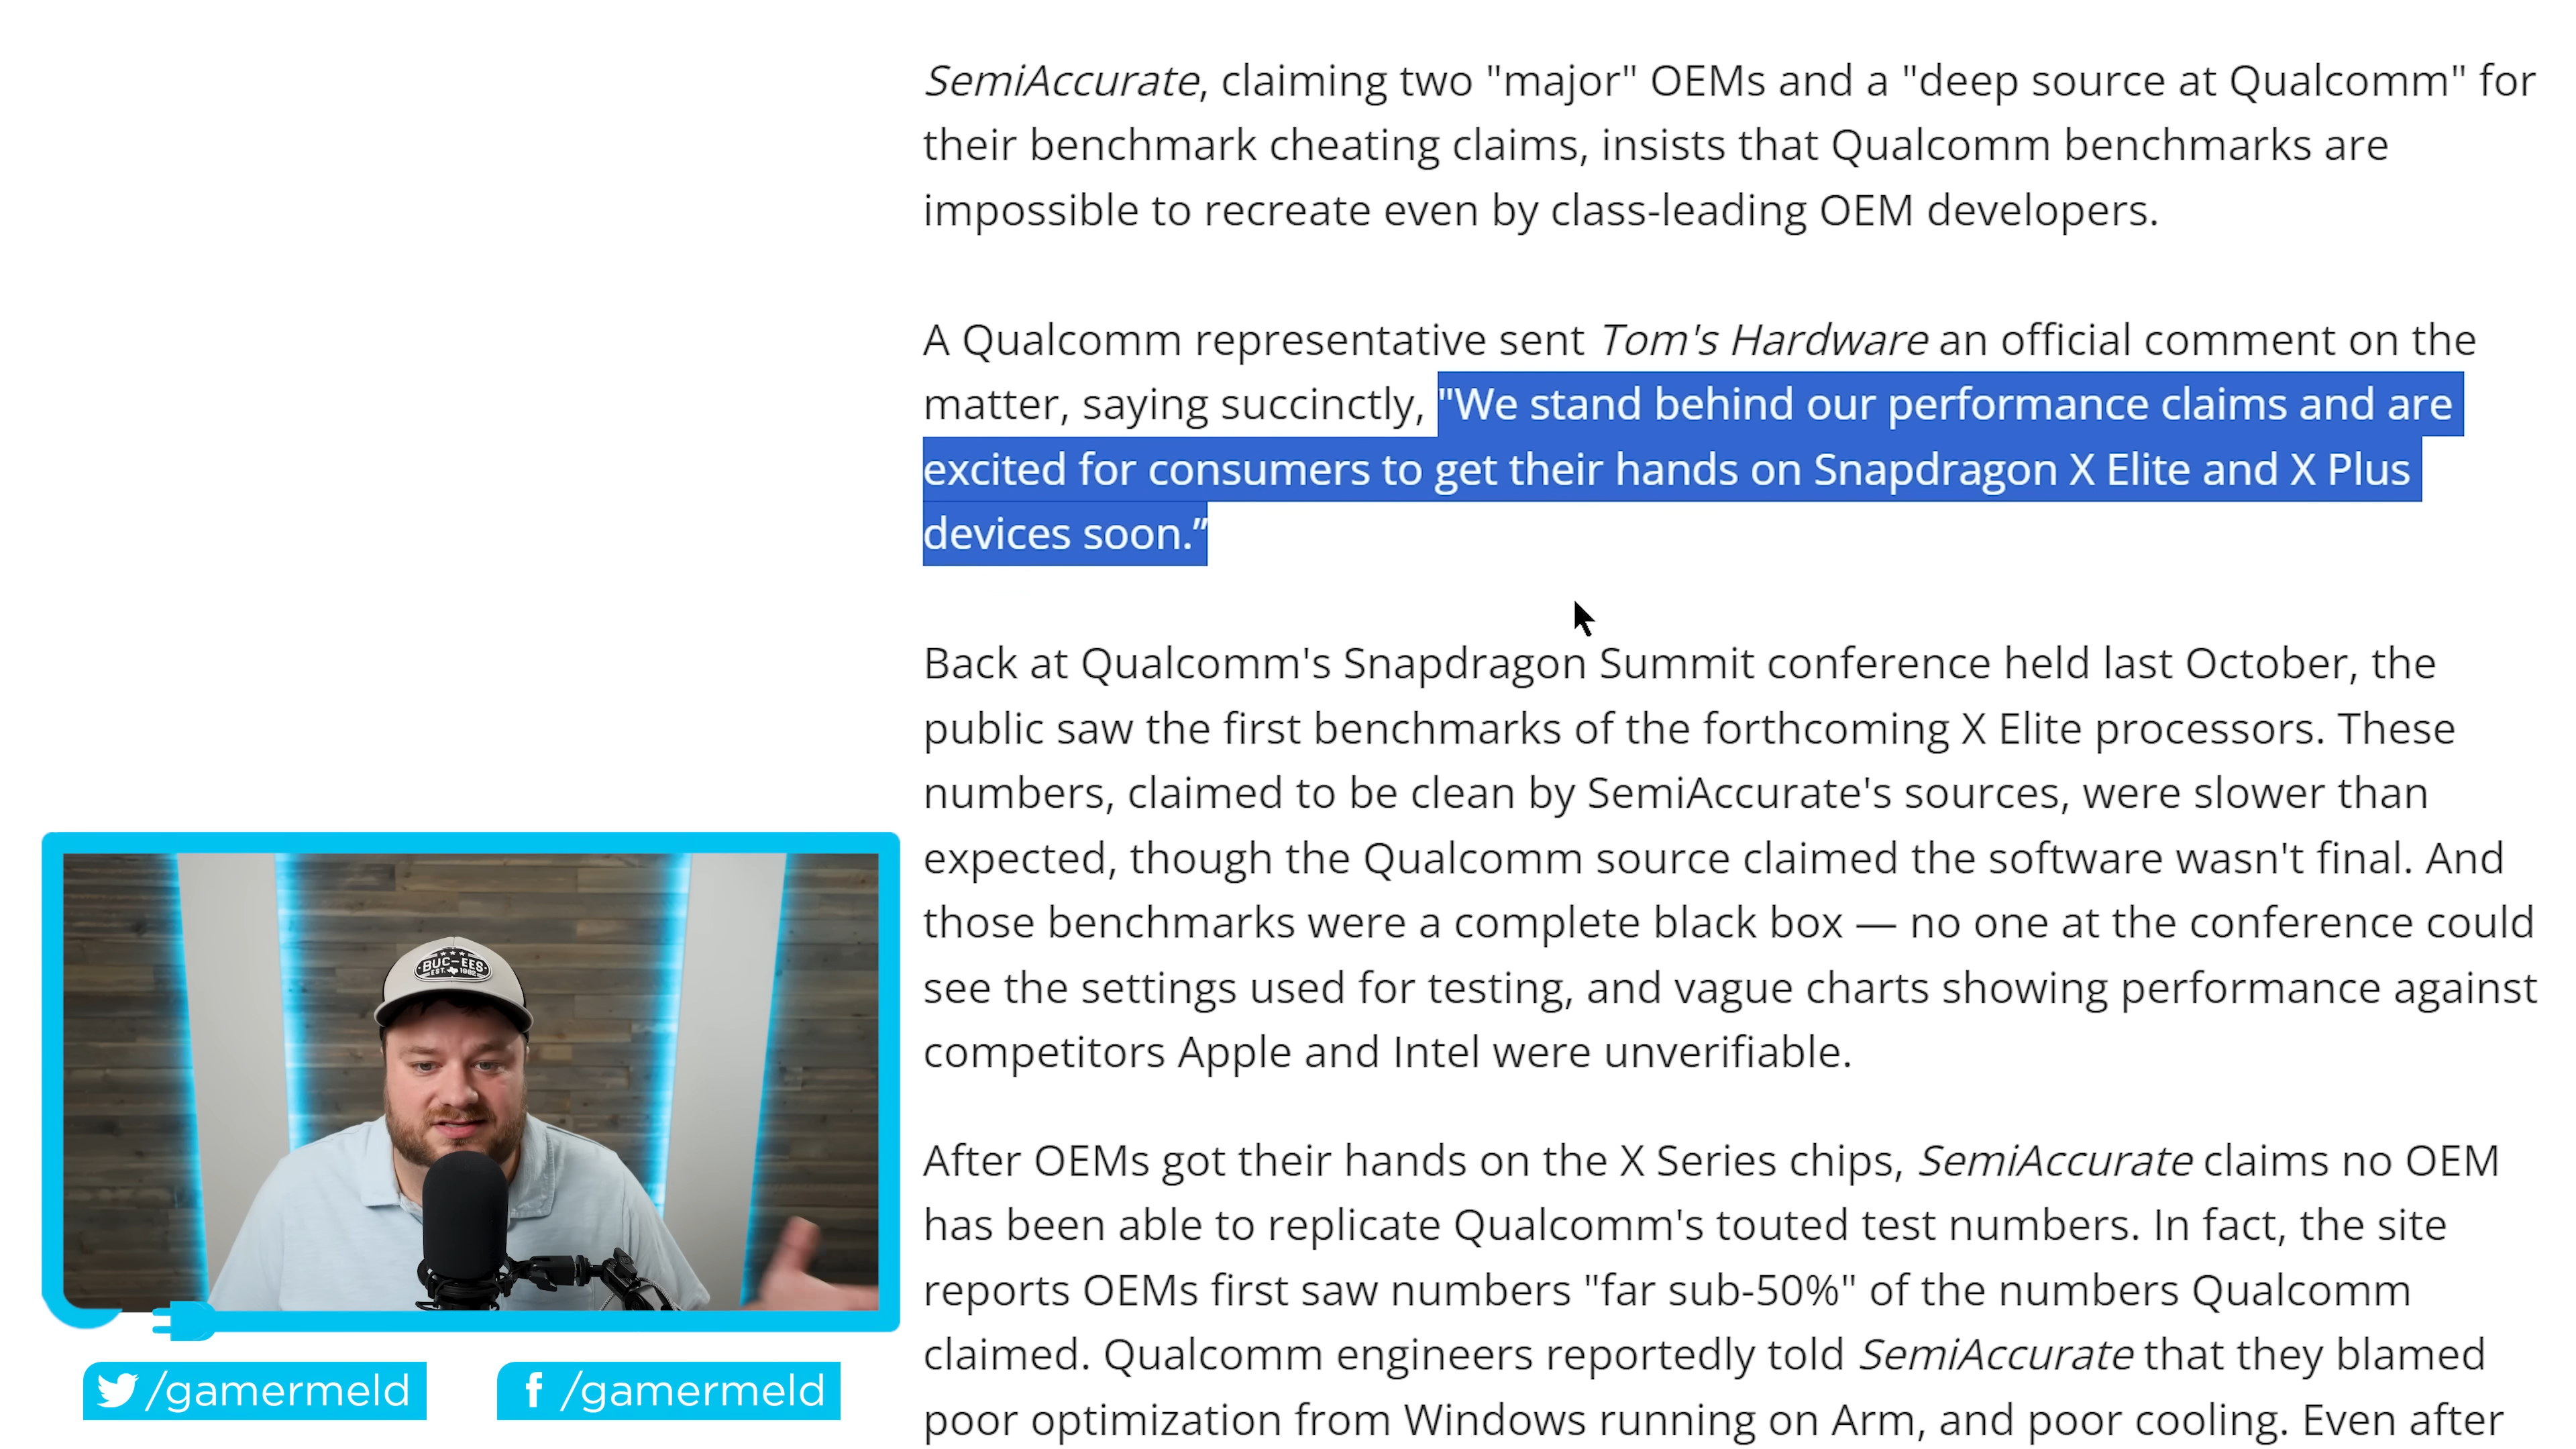 SemiAccurate, claiming two "major" OEMs and a "deep source at Qualcomm" for
their benchmark cheating claims, insists that Qualcomm benchmarks are
impossible to recreate even by class-leading OEM developers.
A Qualcomm representative sent Tom's Hardware an official comment on the
matter, saying succinctly, "We stand behind our performance claims and are
excited for consumers to get their hands on Snapdragon X Elite and X Plus
devices soon.”
Back at Qualcomm's Snapdragon Summit conference held last October, the
public saw the first benchmarks of the forthcoming X Elite processors. These
numbers, claimed to be clean by SemiAccurate's sources, were slower than
expected, though the Qualcomm source claimed the software wasn't final. And
those benchmarks were a complete black box — no one at the conference could
see the settings used for testing, and vague charts showing performance against
competitors Apple and Intel were unverifiable.
After OEMs got their hands on the X Series chips, SemiAccurate claims no OEM
has been able to replicate Qualcomm's touted test numbers. In fact, the site
reports OEMs first saw numbers "far sub-50%" of the numbers Qualcomm
claimed. Qualcomm engineers reportedly told SemiAccurate that they blamed
poor optimization from Windows running on Arm, and poor cooling. Even after
BUC-EES
EST. 1982
/gamermeld
f /gamermeld